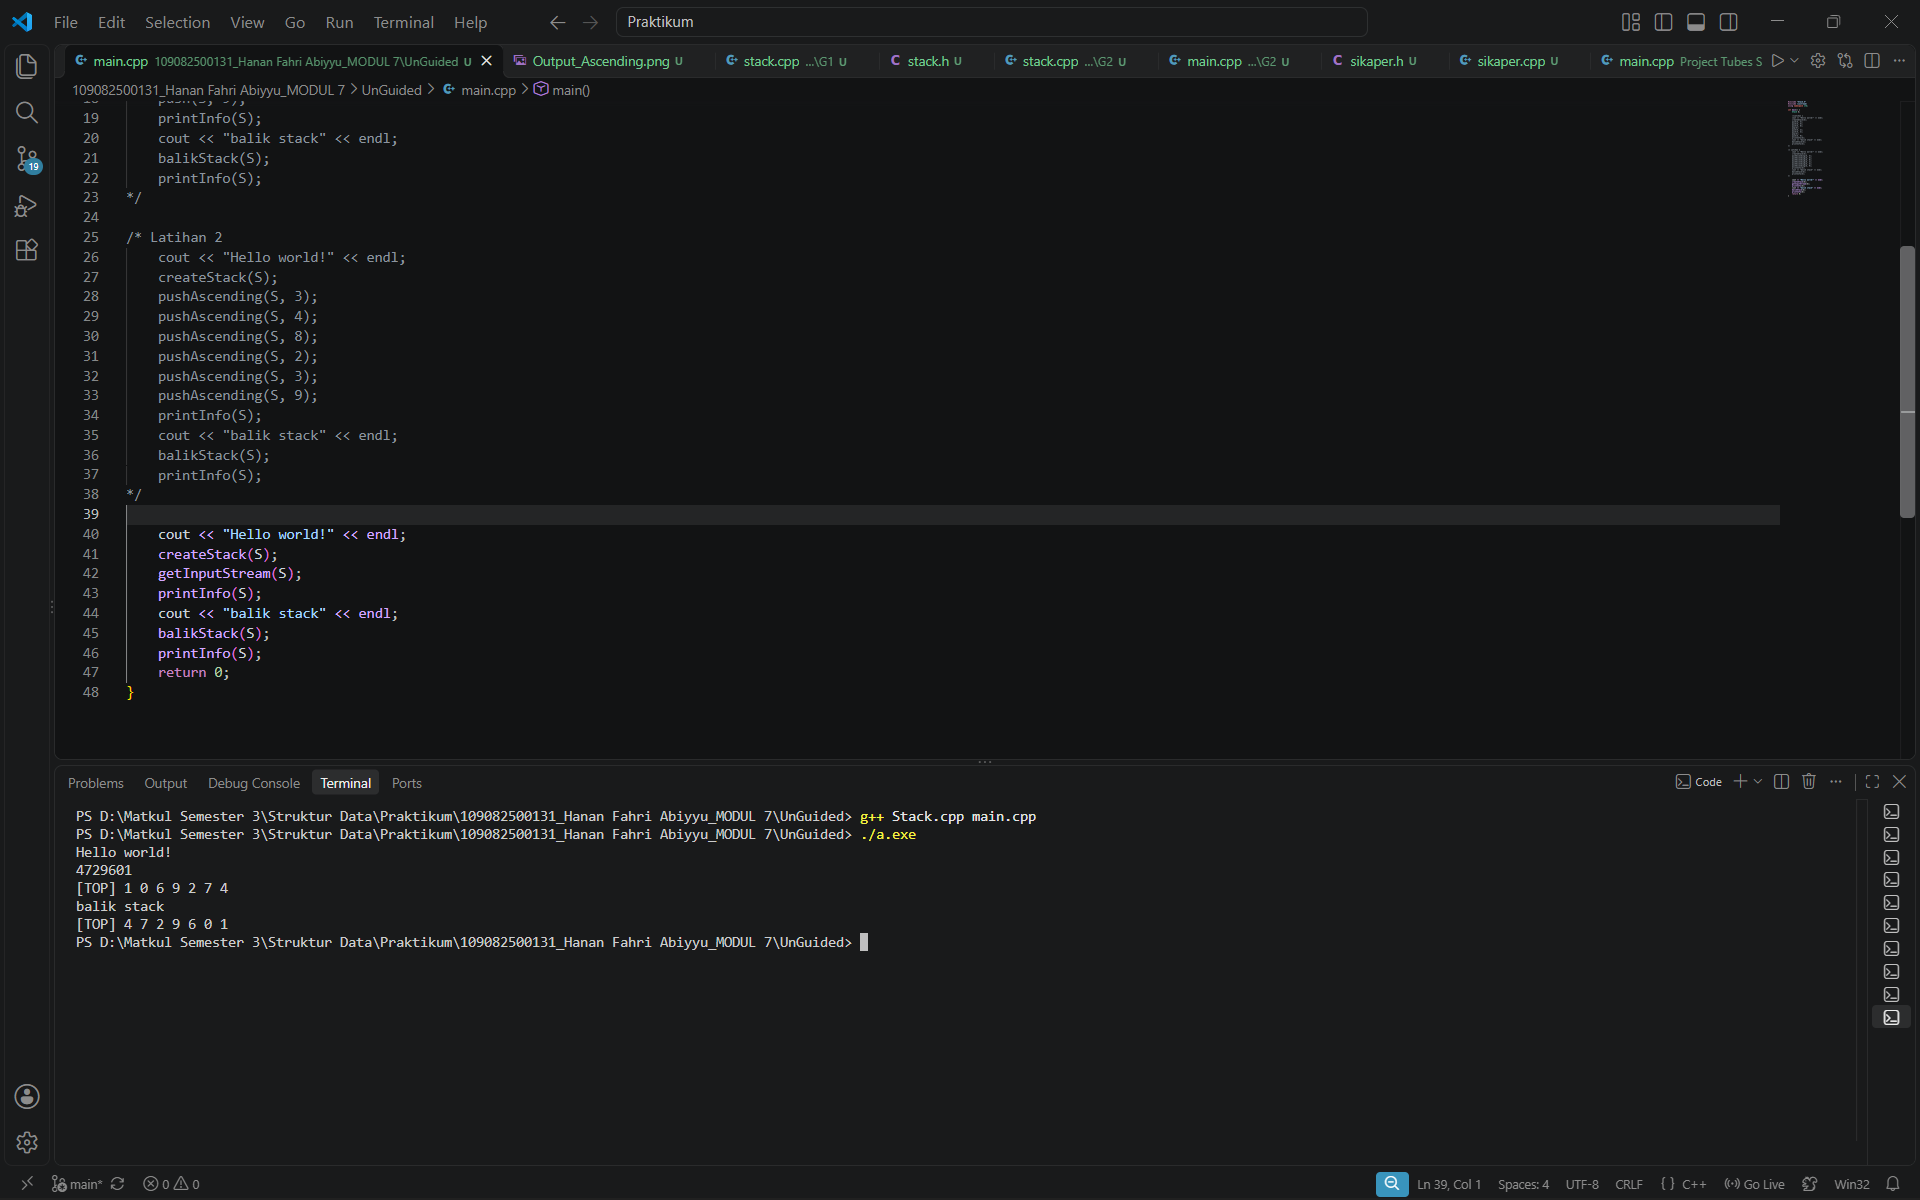 File Edit Selection View Go Run Terminal Help Praktikum
main.cpp 109082500131_Hanan Fahri Abiyyu_MODUL 7\UnGuided U Output_Ascending.png U stack.cpp ...\G1 U stack.h U stack.cpp ...\G2 U main.cpp ...\G2 U sikaper.h U sikaper.cpp U main.cpp Project Tubes S
109082500131_Hanan Fahri Abiyyu_MODUL 7 > UnGuided > main.cpp > main()
19 printInfo(S);
20 cout << "balik stack" << endl;
21 balikStack(S);
22 printInfo(S);
23 */
24
25 /* Latihan 2
26 cout << "Hello world!" << endl;
27 createStack(S);
28 pushAscending(S, 3);
29 pushAscending(S, 4);
30 pushAscending(S, 8);
31 pushAscending(S, 2);
32 pushAscending(S, 3);
33 pushAscending(S, 9);
34 printInfo(S);
35 cout << "balik stack" << endl;
36 balikStack(S);
37 printInfo(S);
38 */
39
40 cout << "Hello world!" << endl;
41 createStack(S);
42 getInputStream(S);
43 printInfo(S);
44 cout << "balik stack" << endl;
45 balikStack(S);
46 printInfo(S);
47 return 0;
48 }
Problems Output Debug Console Terminal Ports Code
PS D:\Matkul Semester 3\Struktur Data\Praktikum\109082500131_Hanan Fahri Abiyyu_MODUL 7\UnGuided> g++ Stack.cpp main.cpp
PS D:\Matkul Semester 3\Struktur Data\Praktikum\109082500131_Hanan Fahri Abiyyu_MODUL 7\UnGuided> ./a.exe
Hello world!
4729601
[TOP] 1 0 6 9 2 7 4
balik stack
[TOP] 4 7 2 9 6 0 1
PS D:\Matkul Semester 3\Struktur Data\Praktikum\109082500131_Hanan Fahri Abiyyu_MODUL 7\UnGuided>
19
main* 0 0 Ln 39, Col 1 Spaces: 4 UTF-8 CRLF {} C++ Go Live Win32